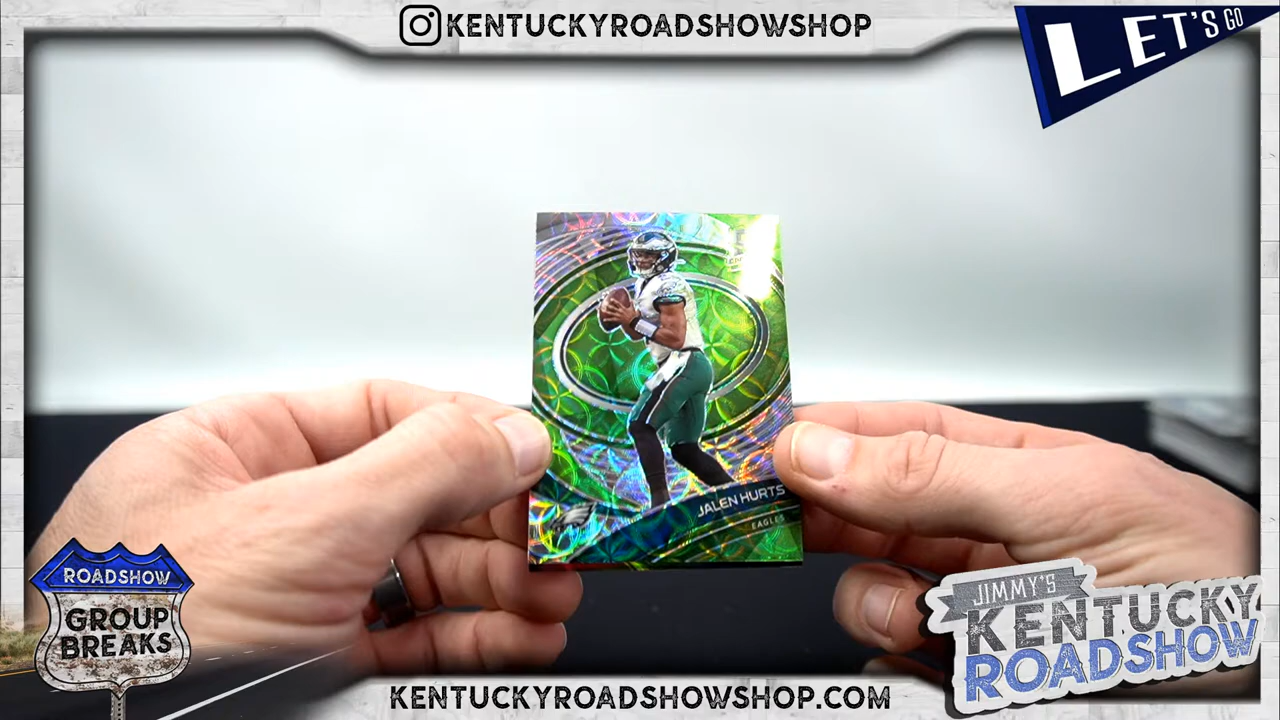 KENTUCKYROADSHOWSHOP
LET'S GO
JALEN HURTS
EAGLES
ROADSHOW
GROUP
BREAKS
JIMMY'S
KENTUCKY
ROADSHOW
KENTUCKYROADSHOWSHOP.COM